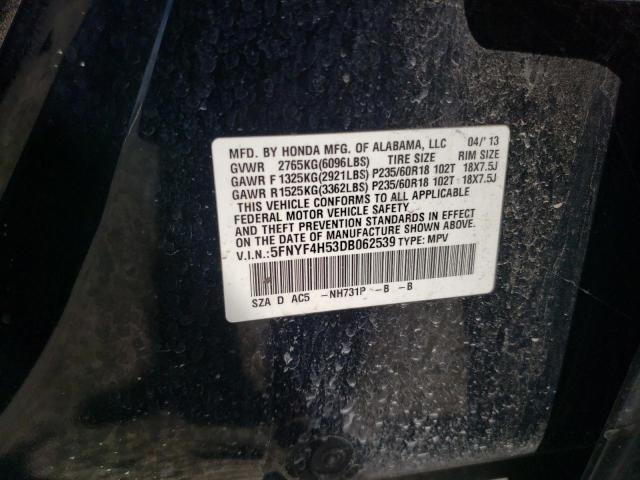 MFD. BY HONDA MFG. OF ALABAMA, LLC 04/'13
GVWR 2765KG(6096LBS) TIRE SIZE RIM SIZE
GAWR F 1325KG(2921LBS) P235/60R18 102T 18X7.5J
GAWR R 1525KG(3362LBS) P235/60R18 102T 18X7.5J
THIS VEHICLE CONFORMS TO ALL APPLICABLE
FEDERAL MOTOR VEHICLE SAFETY
AND THEFT PREVENTION STANDARDS IN EFFECT
ON THE DATE OF MANUFACTURE SHOWN ABOVE.
V.I.N.:5FNYF4H53DB062539 TYPE: MPV
SZA D AC5 -NH731P -B -B